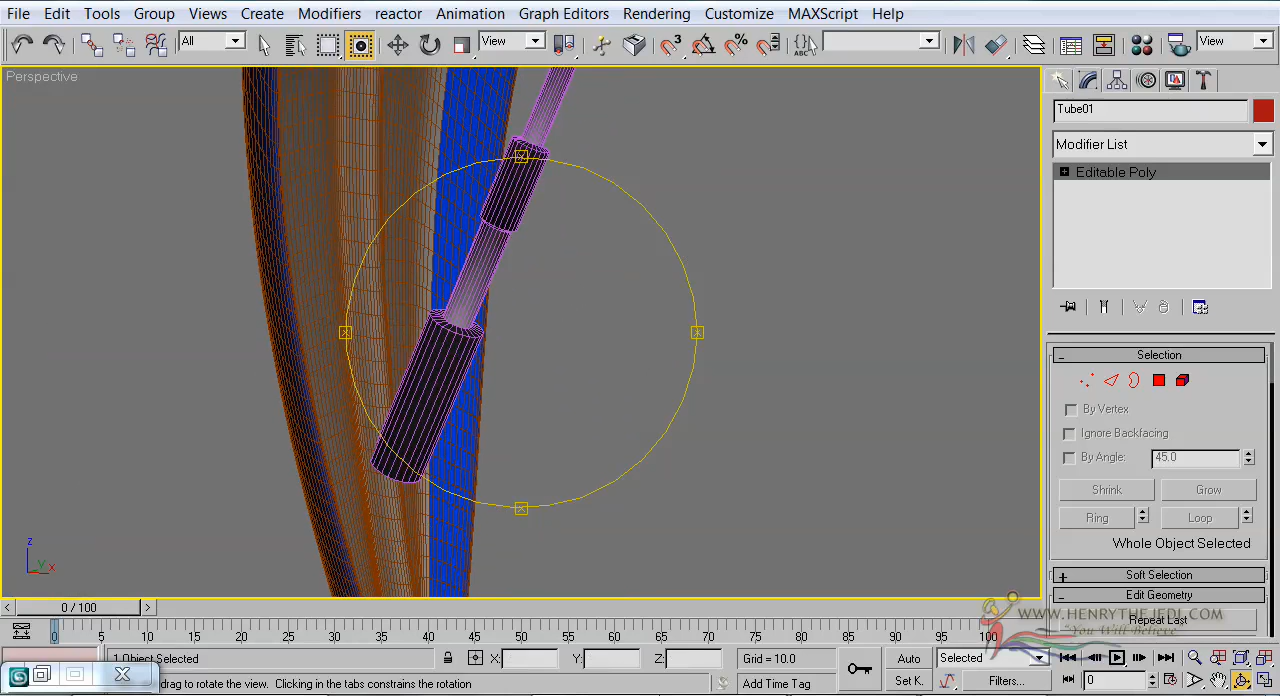 File Edit Tools Group Views Create Modifiers reactor Animation Graph Editors Rendering Customize MAXScript Help
All View 3 % {} ABC View
Perspective
Tube01
Modifier List
Editable Poly
Selection
By Vertex
Ignore Backfacing
By Angle: 45.0
Shrink Grow
Ring Loop
Whole Object Selected
Soft Selection
Edit Geometry
Repeat Last
WWW.HENRYTHEJEDI.COM
"You Will Believe"
z
y x
< 0 / 100 >
0 5 10 15 20 25 30 35 40 45 50 55 60 65 70 75 80 85 90 95 100
1 Object Selected X: Y: Z: Grid = 10.0 Auto Selected
drag to rotate the view. Clicking in the tabs constrains the rotation Add Time Tag Set K. Filters... 0